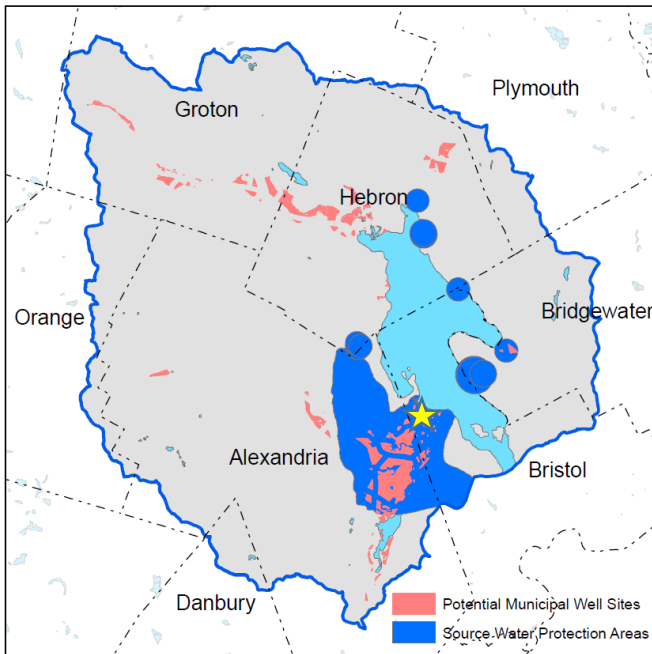 Plymouth
Groton
Hebron
Bridgewater
Orange
Alexandria
Bristol
Danbury
Potential Municipal Well Sites
Source Water Protection Areas